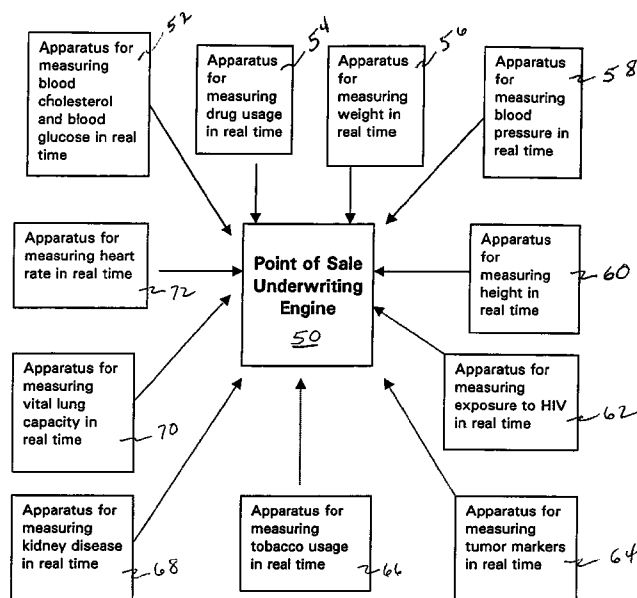 52
Apparatus for
measuring
blood
cholesterol
and blood
glucose in real
time
54
Apparatus
for
measuring
drug usage
in real time
56
Apparatus
for
measuring
weight in
real time
58
Apparatus
for
measuring
blood
pressure in
real time
Apparatus for
measuring heart
rate in real time
72
Point of Sale
Underwriting
Engine
50
Apparatus
for
measuring
height in
real time
60
Apparatus for
measuring
vital lung
capacity in
real time
70
Apparatus for
measuring
exposure to HIV
in real time
62
Apparatus for
measuring
kidney disease
in real time
68
Apparatus for
measuring
tobacco usage
in real time
66
Apparatus for
measuring
tumor markers
in real time
64